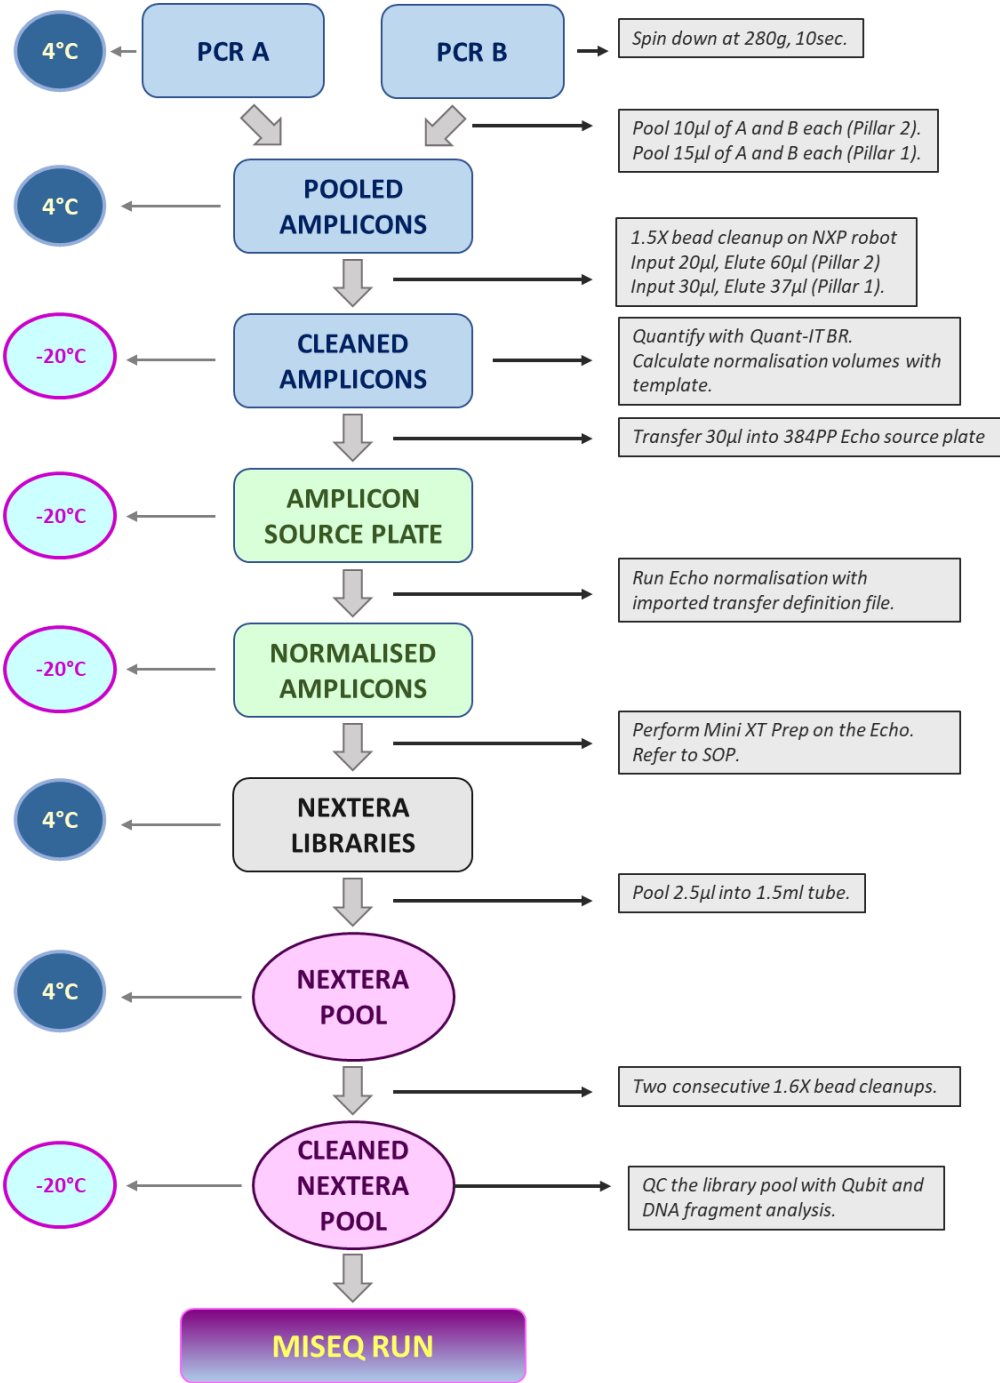 4°C
PCR A
PCR B
Spin down at 280g, 10sec.
Pool 10µl of A and B each (Pillar 2).
Pool 15µl of A and B each (Pillar 1).
4°C
POOLED
AMPLICONS
1.5X bead cleanup on NXP robot
Input 20µl, Elute 60µl (Pillar 2)
Input 30µl, Elute 37µl (Pillar 1).
-20°C
CLEANED
AMPLICONS
Quantify with Quant-IT BR.
Calculate normalisation volumes with
template.
Transfer 30µl into 384PP Echo source plate
-20°C
AMPLICON
SOURCE PLATE
Run Echo normalisation with
imported transfer definition file.
-20°C
NORMALISED
AMPLICONS
Perform Mini XT Prep on the Echo.
Refer to SOP.
4°C
NEXTERA
LIBRARIES
Pool 2.5µl into 1.5ml tube.
4°C
NEXTERA
POOL
Two consecutive 1.6X bead cleanups.
-20°C
CLEANED
NEXTERA
POOL
QC the library pool with Qubit and
DNA fragment analysis.
MISEQ RUN